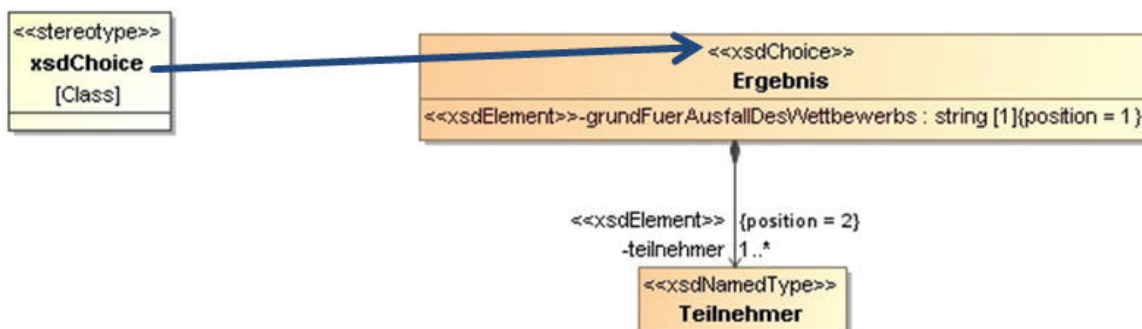 <<stereotype>>
xsdChoice
[Class]
<<xsdChoice>>
Ergebnis
<<xsdElement>>-grundFuerAusfallDesWettbewerbs : string [1]{position = 1}
<<xsdElement>> {position = 2}
-teilnehmer 1..*
<<xsdNamedType>>
Teilnehmer